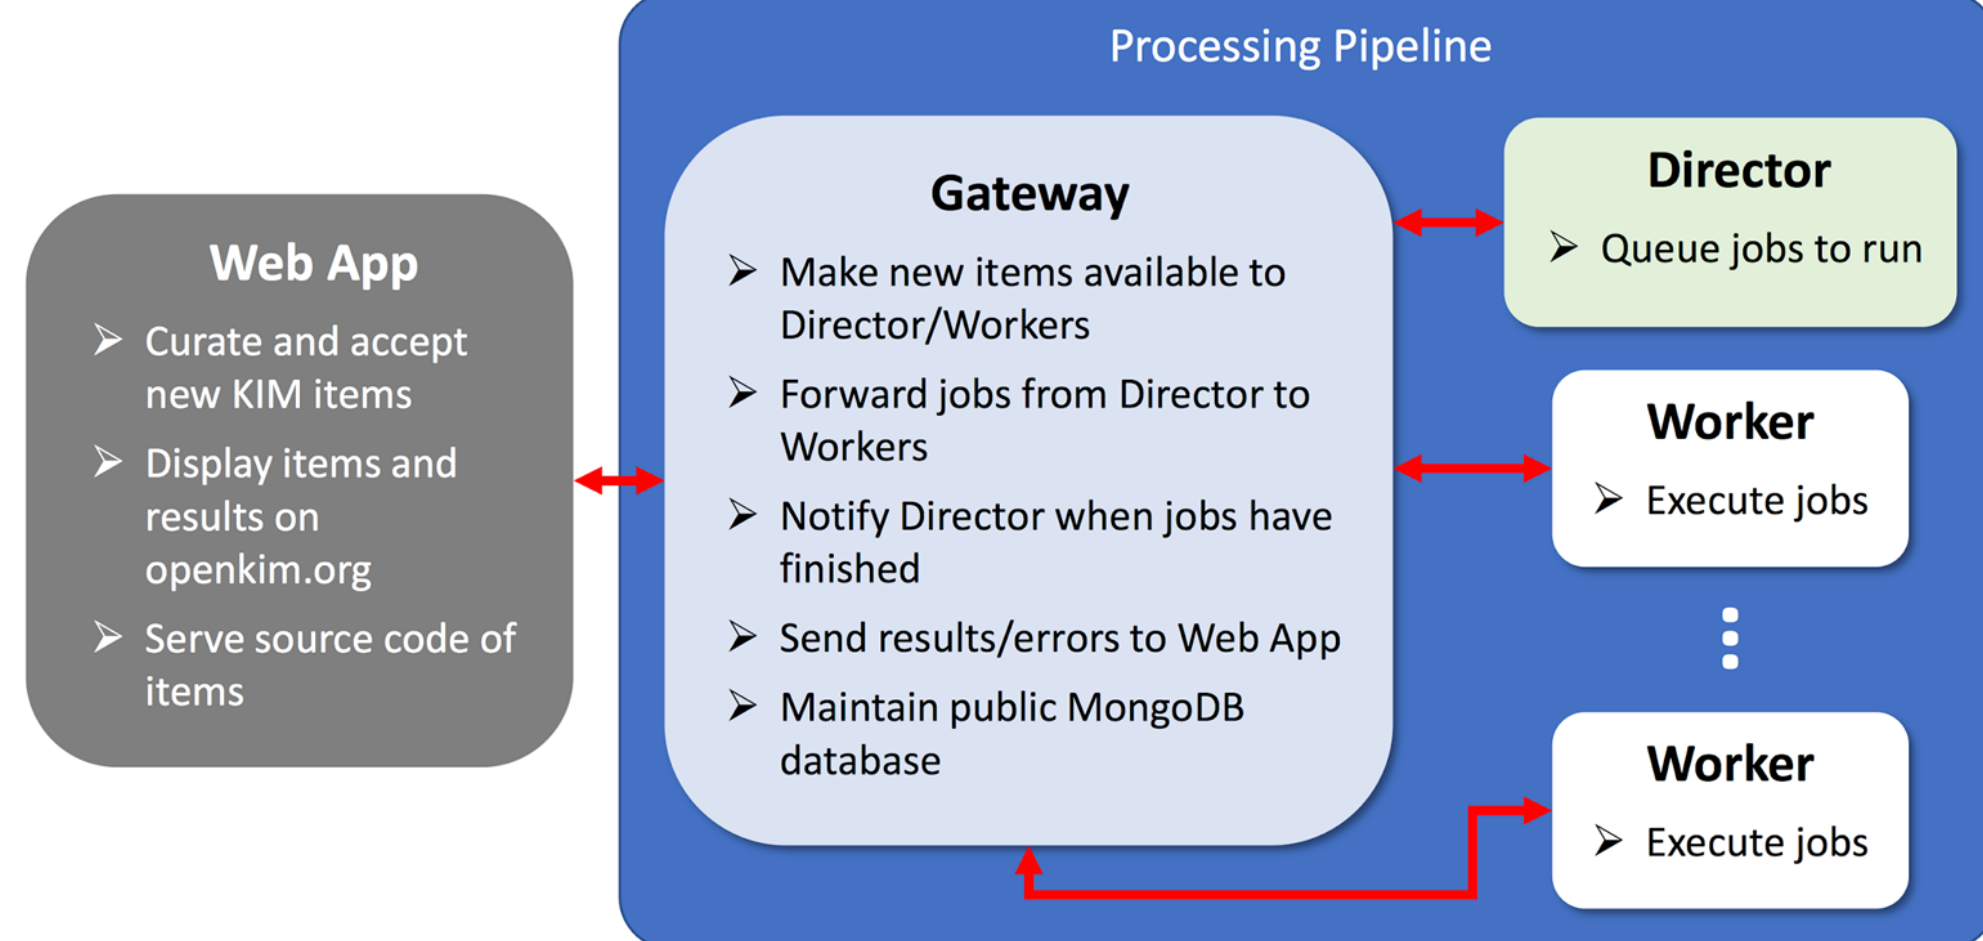 Processing Pipeline
Web App
➢ Curate and accept
new KIM items
➢ Display items and
results on
openkim.org
➢ Serve source code of
items
Gateway
➢ Make new items available to
Director/Workers
➢ Forward jobs from Director to
Workers
➢ Notify Director when jobs have
finished
➢ Send results/errors to Web App
➢ Maintain public MongoDB
database
Director
➢ Queue jobs to run
Worker
➢ Execute jobs
Worker
➢ Execute jobs